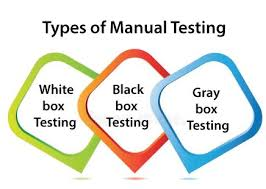 Types of Manual Testing
White
box
Testing
Black
box
Testing
Gray
box
Testing